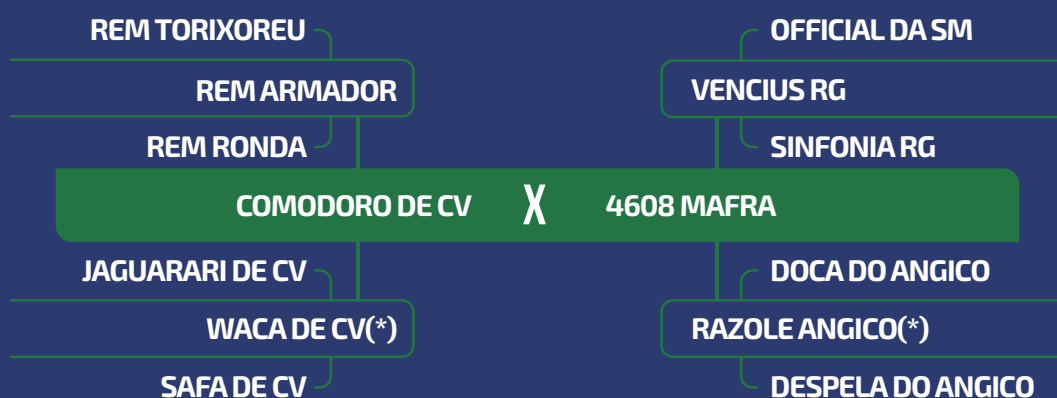 REM TORIXOREU
OFFICIAL DA SM
REM ARMADOR
VENCIUS RG
REM RONDA
SINFONIA RG
COMODORO DE CV X 4608 MAFRA
JAGUARARI DE CV
DOCA DO ANGICO
WACA DE CV(*)
RAZOLE ANGICO(*)
SAFA DE CV
DESPELA DO ANGICO